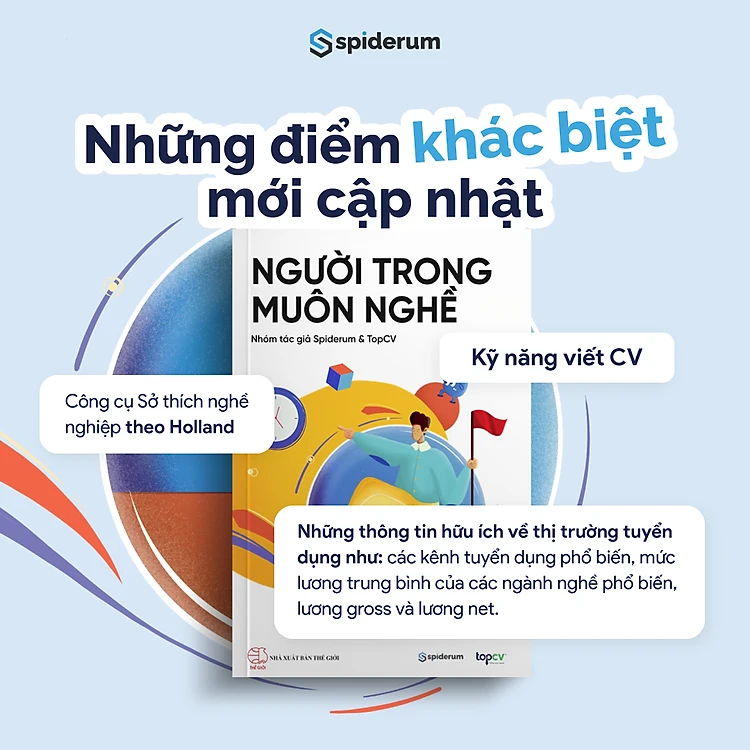 spiderum
Những điểm khác biệt
mới cập nhật
NGƯỜI TRONG
MUÔN NGHỀ
Nhóm tác giả Spiderum & TopCV
Kỹ năng viết CV
Công cụ Sở thích nghề
nghiệp theo Holland
Những thông tin hữu ích về thị trường tuyển
dụng như: các kênh tuyển dụng phổ biến, mức
lương trung bình của các ngành nghề phổ biến,
lương gross và lương net.
THẾ GIỚI
NHÀ XUẤT BẢN THẾ GIỚI
spiderum
topcv